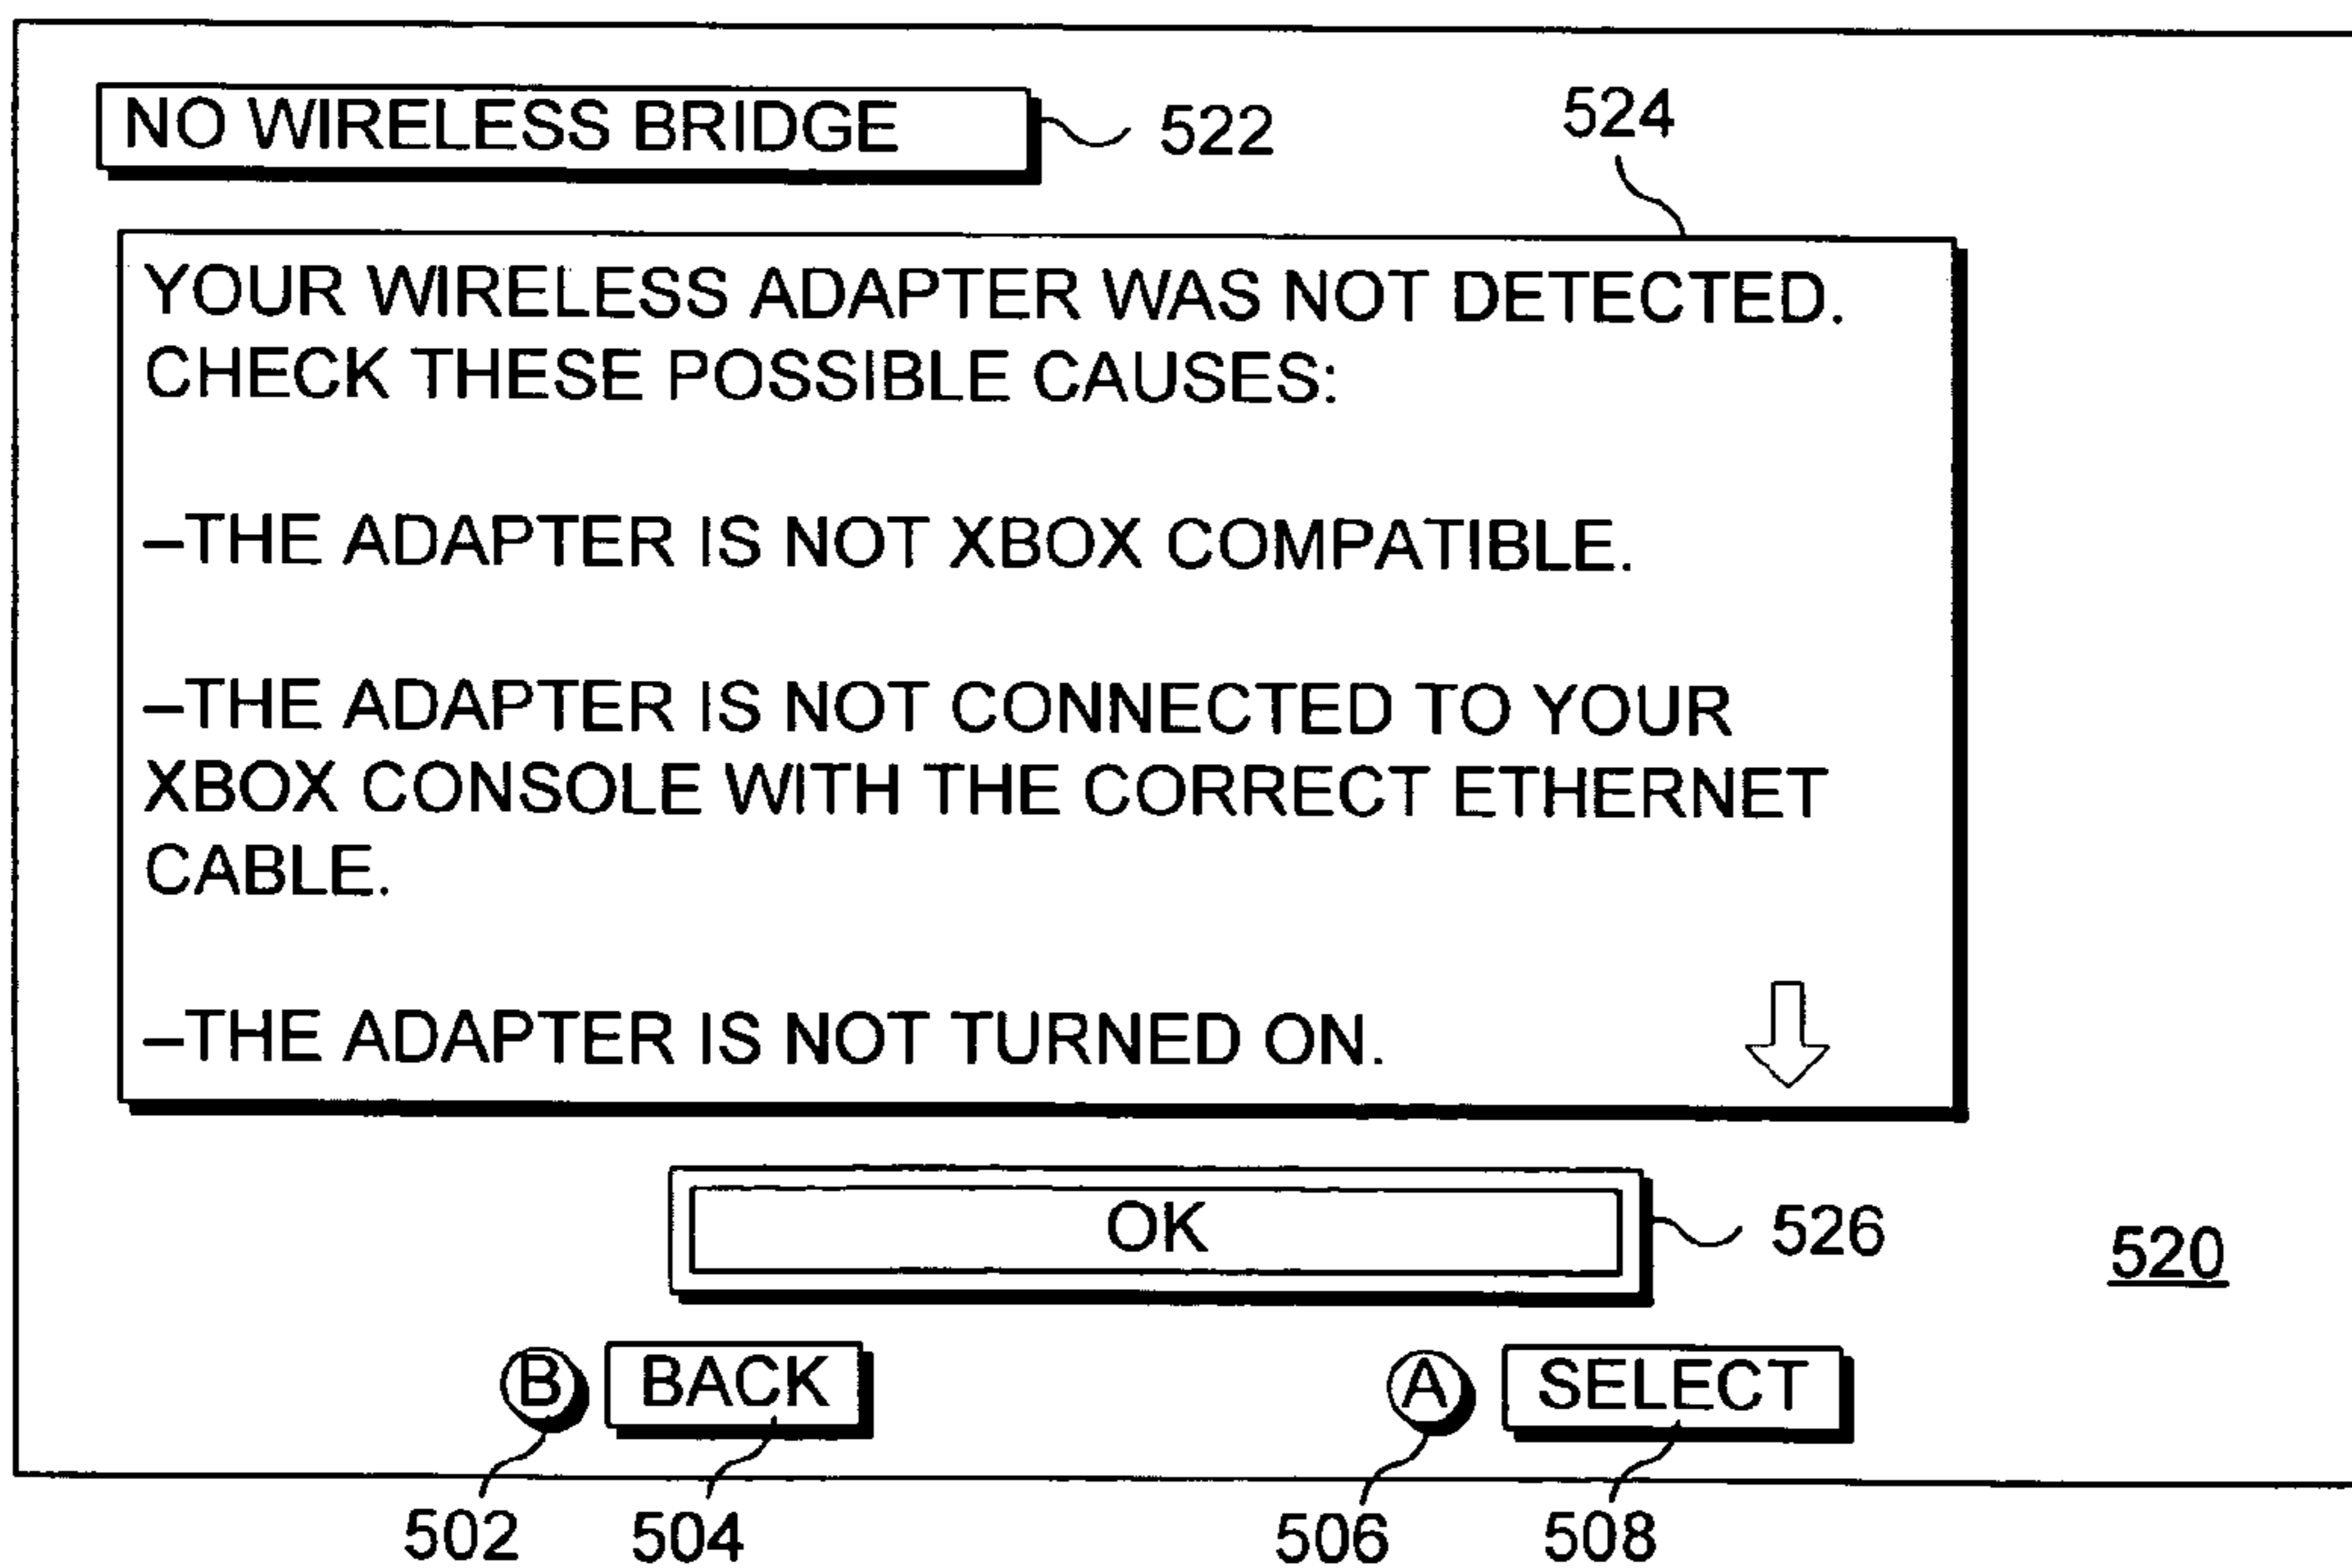 NO WIRELESS BRIDGE
522
524
YOUR WIRELESS ADAPTER WAS NOT DETECTED.
CHECK THESE POSSIBLE CAUSES:
–THE ADAPTER IS NOT XBOX COMPATIBLE.
–THE ADAPTER IS NOT CONNECTED TO YOUR
XBOX CONSOLE WITH THE CORRECT ETHERNET
CABLE.
–THE ADAPTER IS NOT TURNED ON.
OK
526
520
B BACK
A SELECT
502
504
506
508